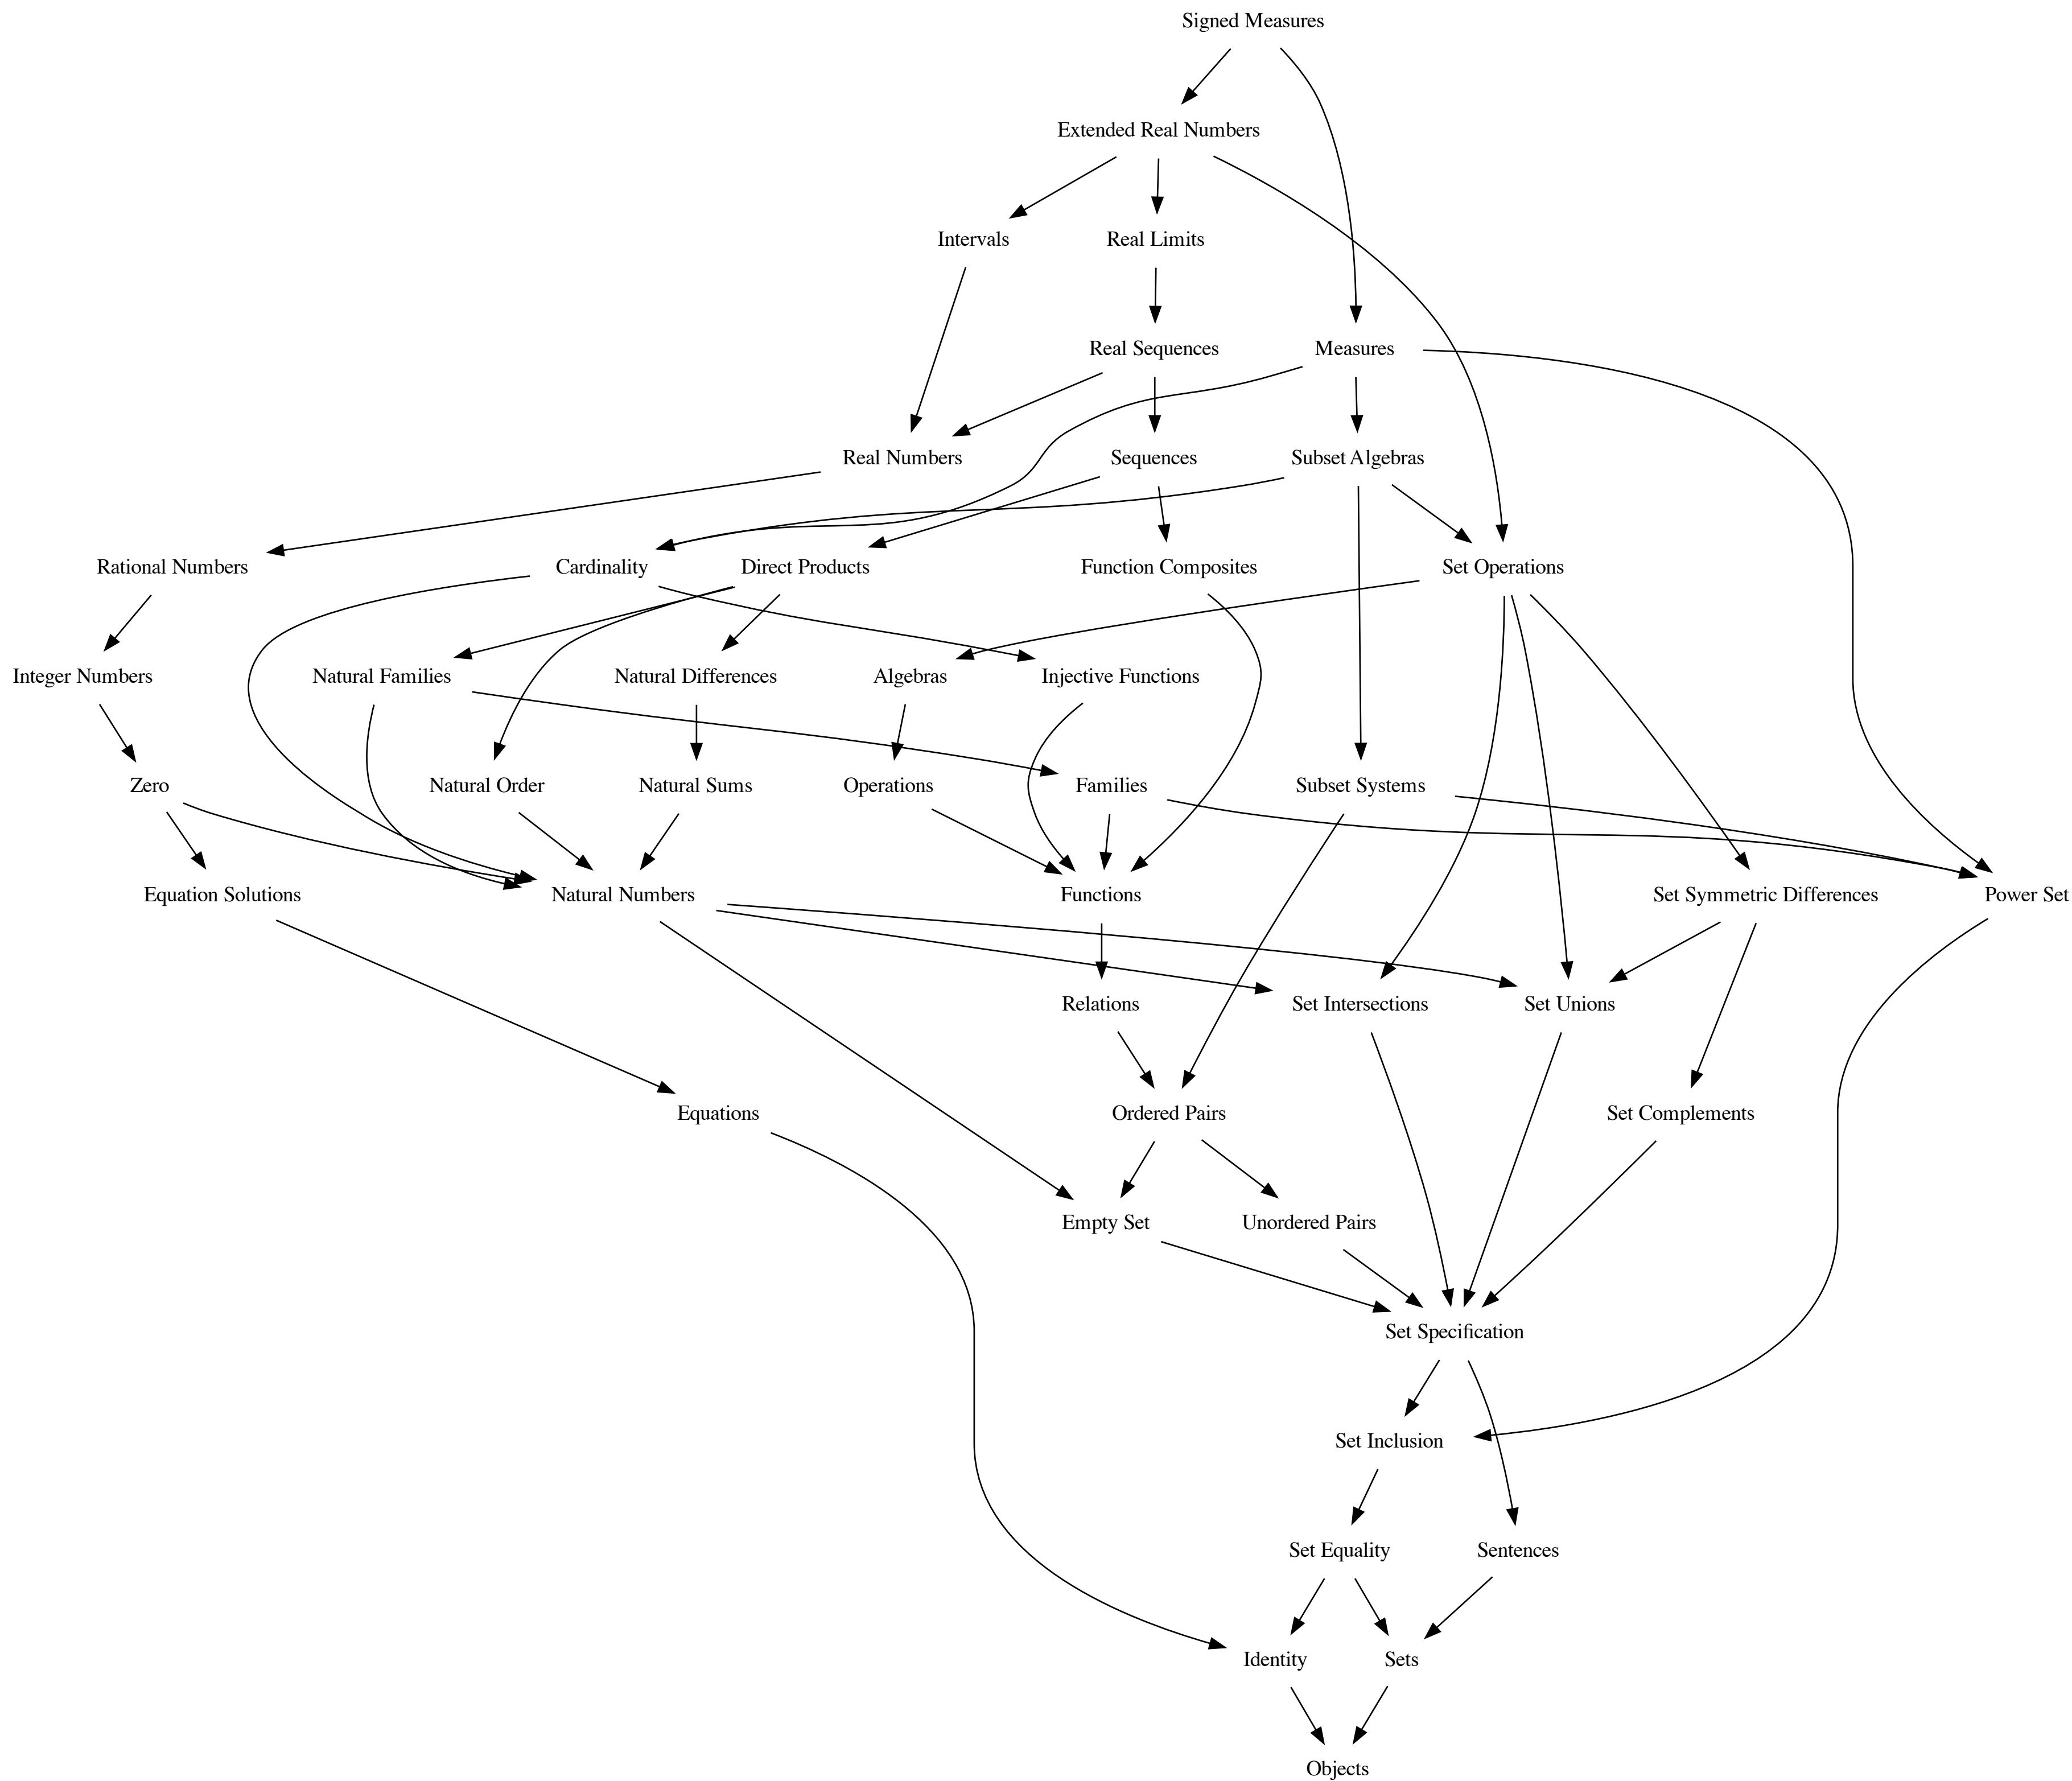 Signed Measures
Extended Real Numbers
Intervals
Real Limits
Real Sequences
Measures
Real Numbers
Sequences
Subset Algebras
Rational Numbers
Cardinality
Direct Products
Function Composites
Set Operations
Integer Numbers
Natural Families
Natural Differences
Algebras
Injective Functions
Zero
Natural Order
Natural Sums
Operations
Families
Subset Systems
Equation Solutions
Natural Numbers
Functions
Set Symmetric Differences
Power Set
Relations
Set Intersections
Set Unions
Equations
Ordered Pairs
Set Complements
Empty Set
Unordered Pairs
Set Specification
Set Inclusion
Set Equality
Sentences
Identity
Sets
Objects